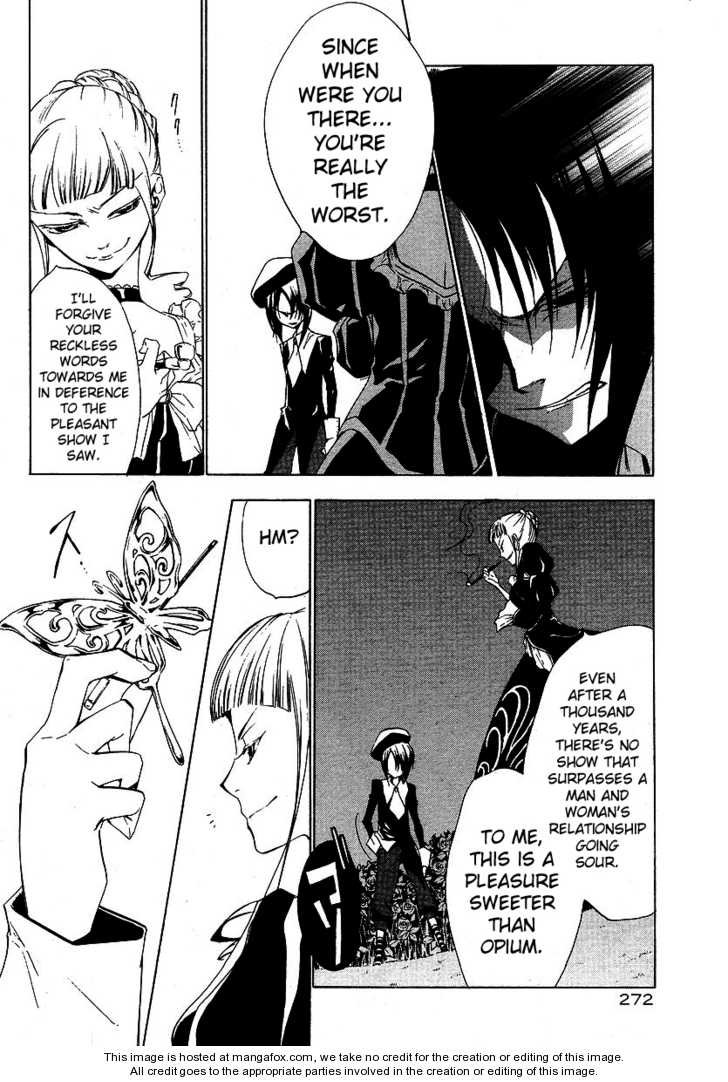 SINCE
WHEN
WERE YOU
THERE...
YOU'RE
REALLY
THE
WORST.
クク
I'LL
FORGIVE
YOUR
RECKLESS
WORDS
TOWARDS ME
IN DEFERENCE
TO THE
PLEASANT
SHOW I
SAW.
EVEN
AFTER A
THOUSAND
YEARS,
THERE'S NO
SHOW THAT
SURPASSES A
MAN AND
WOMAN'S
RELATIONSHIP
GOING
SOUR.
TO ME,
THIS IS A
PLEASURE
SWEETER
THAN
OPIUM.
HM?
ス
272
This image is hosted at mangafox.com, we take no credit for the creation or editing of this image.
All credit goes to the appropriate parties involved in the creation or editing of this image.